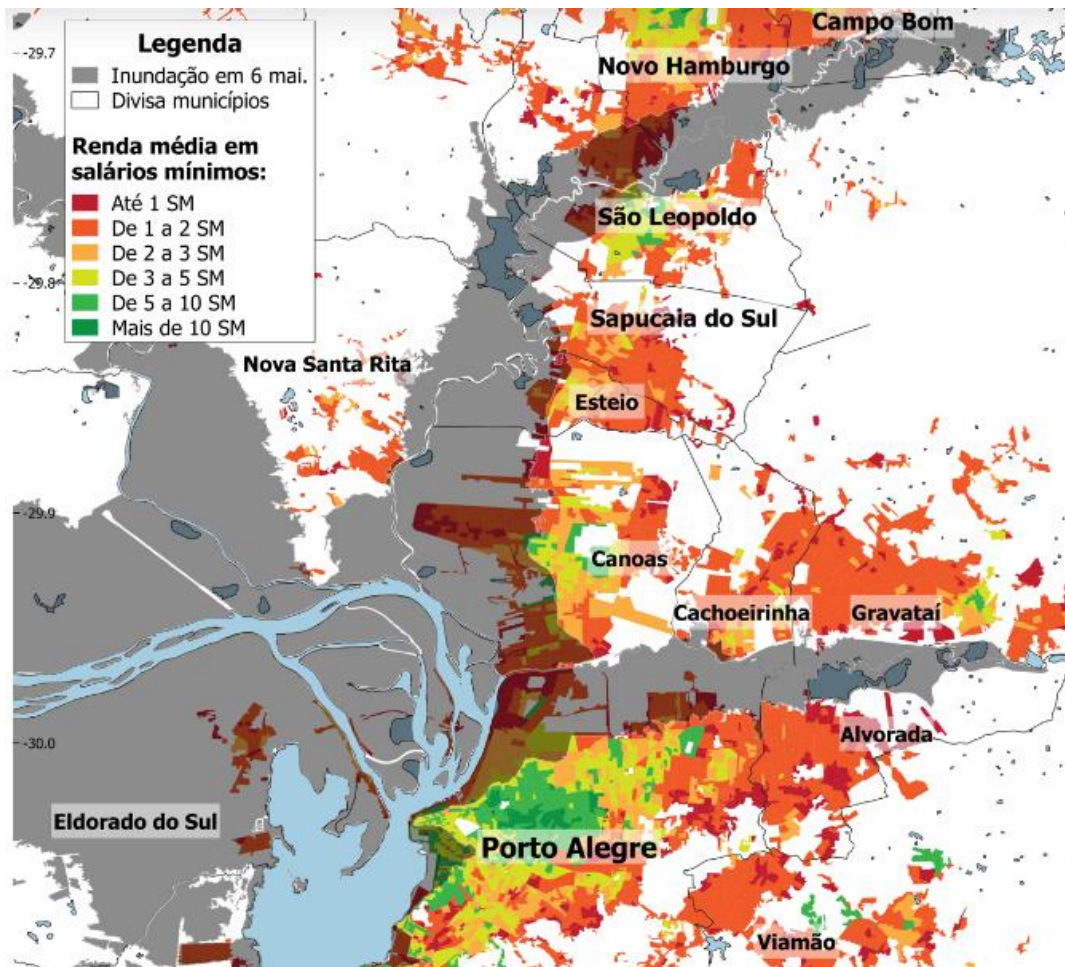 Legenda
Inundação em 6 mai.
Divisa municípios
Renda média em
salários mínimos:
Até 1 SM
De 1 a 2 SM
De 2 a 3 SM
De 3 a 5 SM
De 5 a 10 SM
Mais de 10 SM
Campo Bom
-29.7
Novo Hamburgo
São Leopoldo
-29.8
Sapucaia do Sul
Nova Santa Rita
Esteio
-29.9
Canoas
Cachoeirinha
Gravataí
-30.0
Alvorada
Eldorado do Sul
Porto Alegre
Viamão